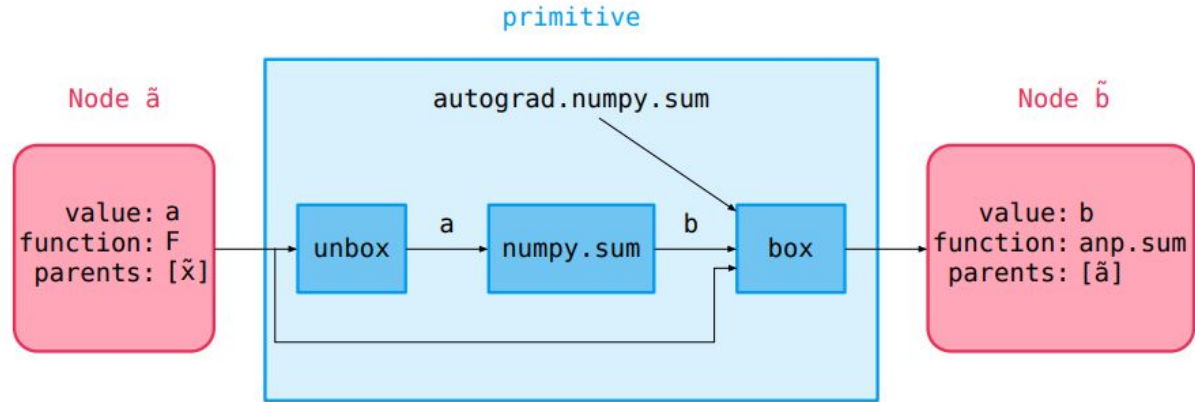 primitive
Node ã
autograd.numpy.sum
Node b̃
value: a
function: F
parents: [x̃]
unbox
a
numpy.sum
b
box
value: b
function: anp.sum
parents: [ã]